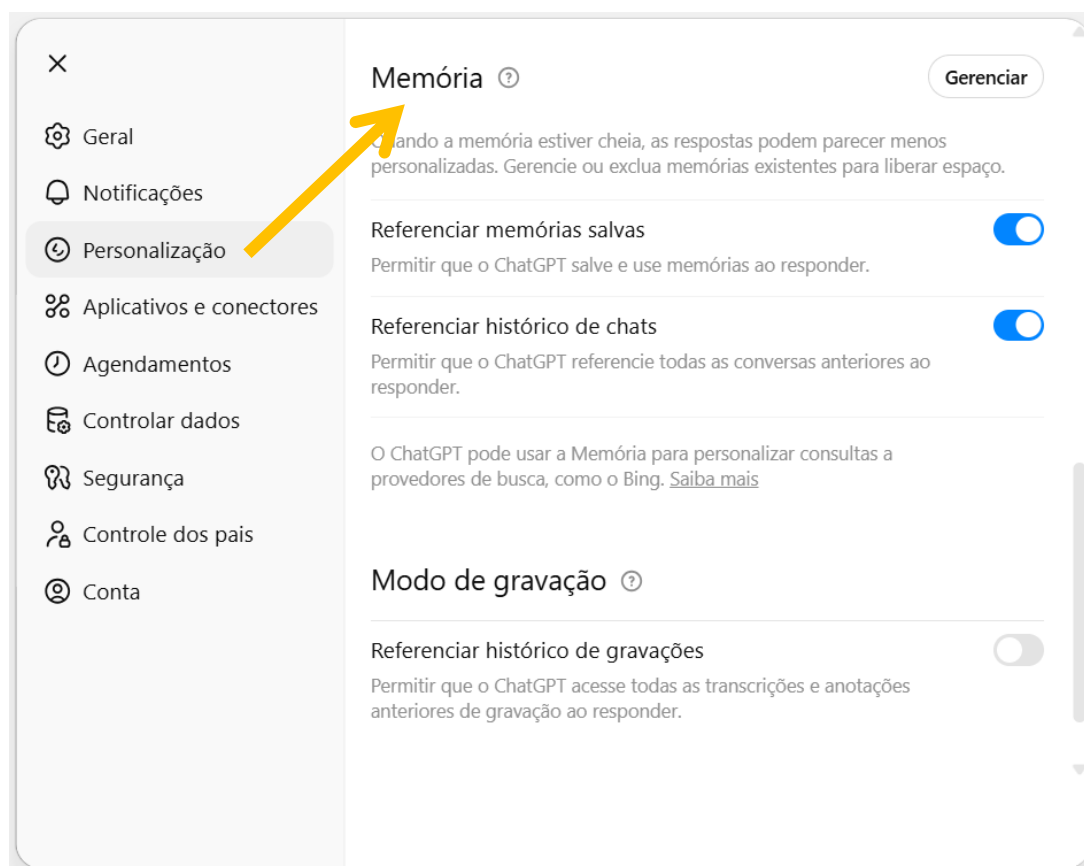 Geral
Notificações
Personalização
Aplicativos e conectores
Agendamentos
Controlar dados
Segurança
Controle dos pais
Conta
Memória
Gerenciar
ando a memória estiver cheia, as respostas podem parecer menos
personalizadas. Gerencie ou exclua memórias existentes para liberar espaço.
Referenciar memórias salvas
Permitir que o ChatGPT salve e use memórias ao responder.
Referenciar histórico de chats
Permitir que o ChatGPT referencie todas as conversas anteriores ao
responder.
O ChatGPT pode usar a Memória para personalizar consultas a
provedores de busca, como o Bing. Saiba mais
Modo de gravação
Referenciar histórico de gravações
Permitir que o ChatGPT acesse todas as transcrições e anotações
anteriores de gravação ao responder.